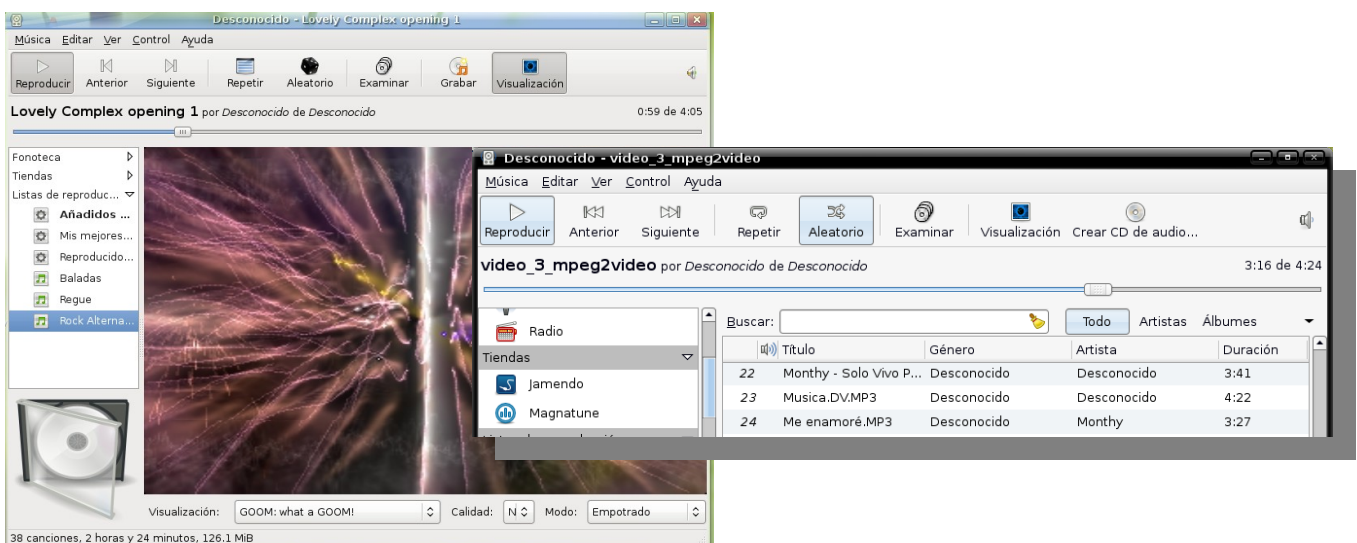 Desconocido - Lovely Complex opening 1
Música Editar Ver Control Ayuda
Reproducir Anterior Siguiente Repetir Aleatorio Examinar Grabar Visualización
Lovely Complex opening 1 por Desconocido de Desconocido 0:59 de 4:05
Fonoteca
Tiendas
Listas de reproduc...
Añadidos ...
Mis mejores...
Reproducido...
Baladas
Regue
Rock Alterna...
Visualización: GOOM: what a GOOM! Calidad: N Modo: Empotrado
38 canciones, 2 horas y 24 minutos, 126.1 MiB
Desconocido - video_3_mpeg2video
Música Editar Ver Control Ayuda
Reproducir Anterior Siguiente Repetir Aleatorio Examinar Visualización Crear CD de audio...
video_3_mpeg2video por Desconocido de Desconocido 3:16 de 4:24
Radio
Tiendas
Jamendo
Magnatune
Buscar: Todo Artistas Álbumes
Título Género Artista Duración
22 Monthy - Solo Vivo P... Desconocido Desconocido 3:41
23 Musica.DV.MP3 Desconocido Desconocido 4:22
24 Me enamoré.MP3 Desconocido Monthy 3:27